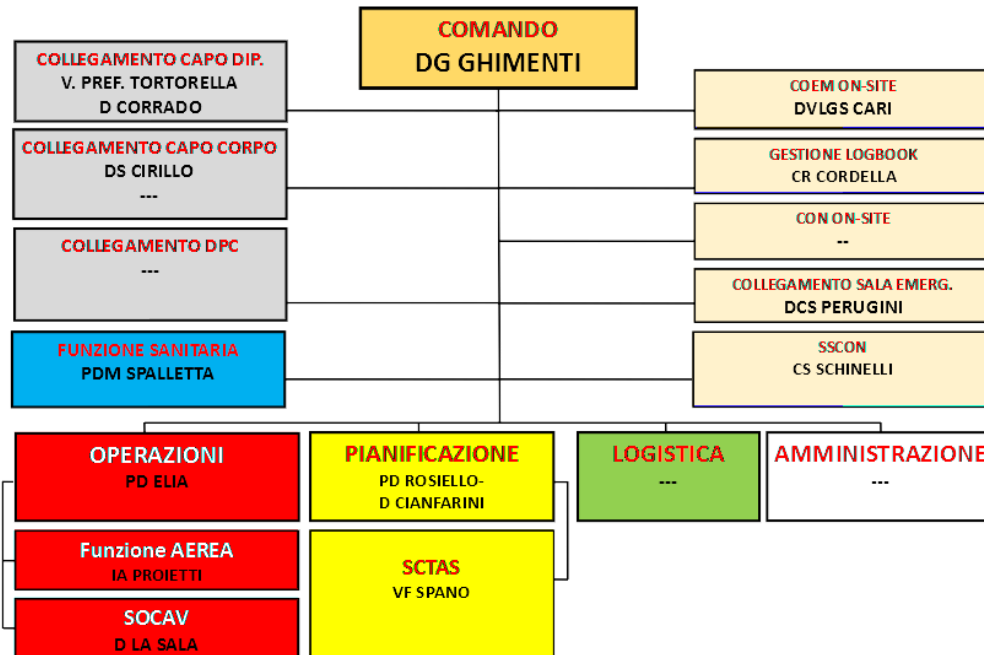 COMANDO
DG GHIMENTI
COLLEGAMENTO CAPO DIP.
V. PREF. TORTORELLA
D CORRADO
COLLEGAMENTO CAPO CORPO
DS CIRILLO
---
COLLEGAMENTO DPC
---
FUNZIONE SANITARIA
PDM SPALLETTA
COEM ON-SITE
DVLGS CARI
GESTIONE LOGBOOK
CR CORDELLA
CON ON-SITE
--
COLLEGAMENTO SALA EMERG.
DCS PERUGINI
SSCON
CS SCHINELLI
OPERAZIONI
PD ELIA
Funzione AEREA
IA PROIETTI
SOCAV
D LA SALA
PIANIFICAZIONE
PD ROSIELLO-
D CIANFARINI
SCTAS
VF SPANO
LOGISTICA
---
AMMINISTRAZIONE
---